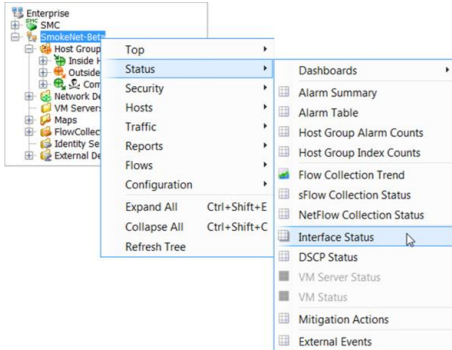 Enterprise
SMC
SmokeNet-Beta
Host Group
Inside H
Outside
Com
Network De
VM Server
Maps
FlowCollec
Identity Se
External De
Top
Status
Security
Hosts
Traffic
Reports
Flows
Configuration
Expand All Ctrl+Shift+E
Collapse All Ctrl+Shift+C
Refresh Tree
Dashboards
Alarm Summary
Alarm Table
Host Group Alarm Counts
Host Group Index Counts
Flow Collection Trend
sFlow Collection Status
NetFlow Collection Status
Interface Status
DSCP Status
VM Server Status
VM Status
Mitigation Actions
External Events